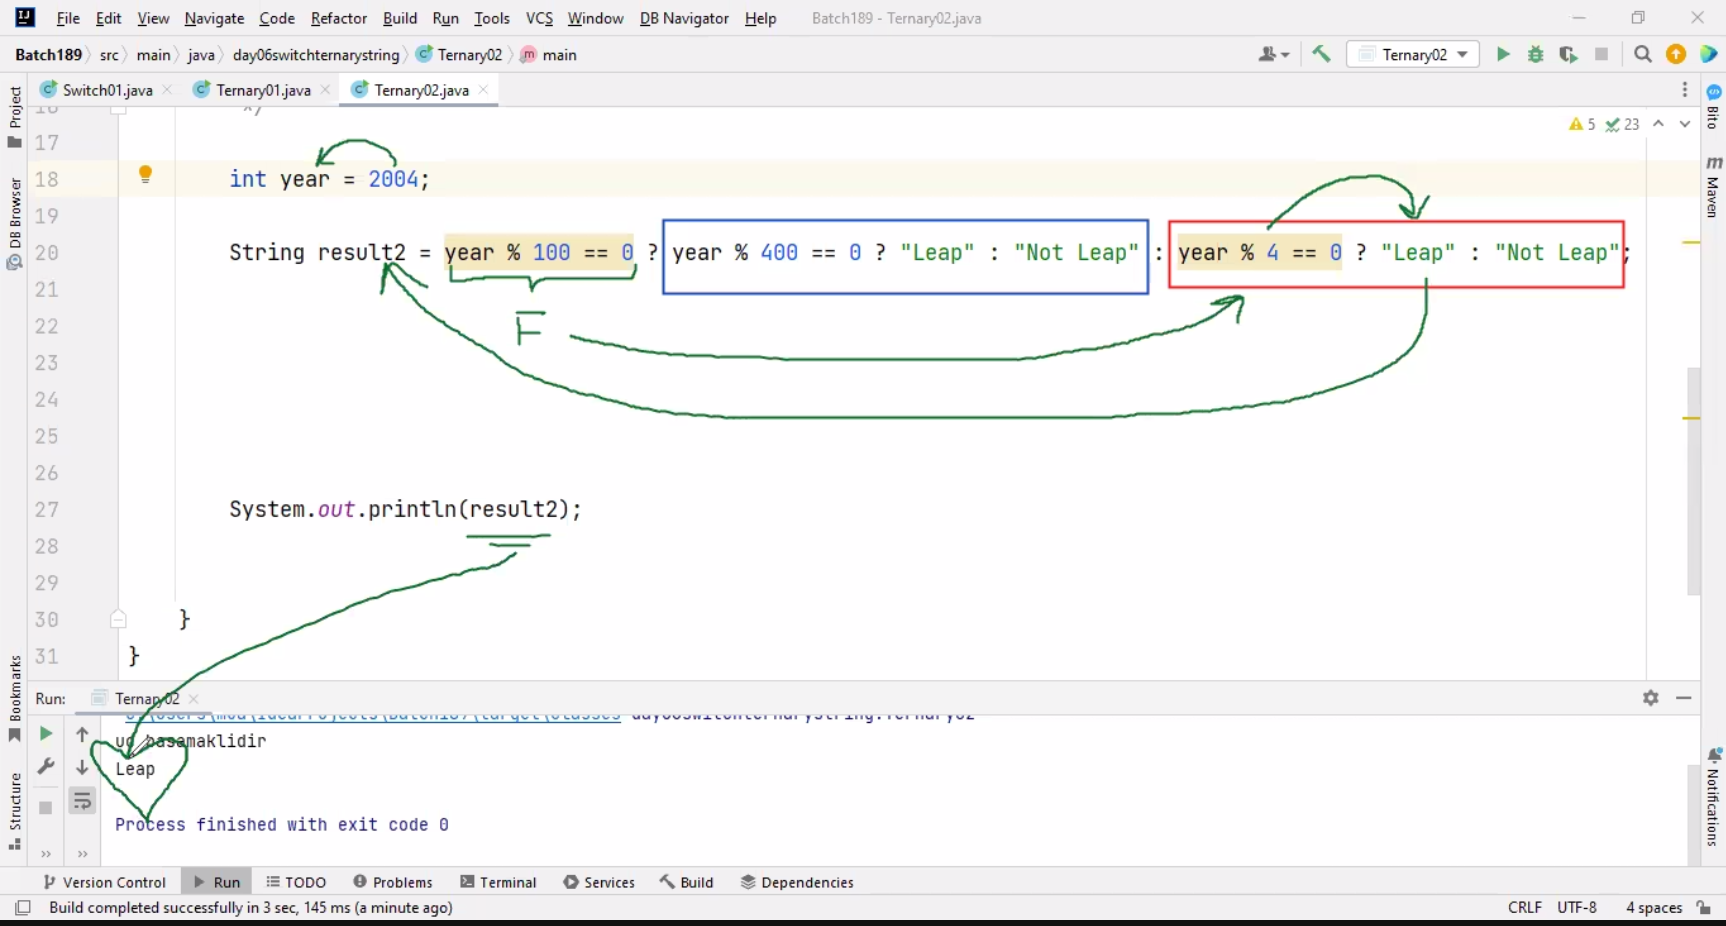 File Edit View Navigate Code Refactor Build Run Tools VCS Window DB Navigator Help Batch189 - Ternary02.java
Batch189 src main java day06switchternarystring Ternary02 main Ternary02
Switch01.java Ternary01.java Ternary02.java
Project
DB Browser
Bookmarks
Structure
Bito
Maven
Notifications
5 23
16 */
17
18 int year = 2004;
19
20 String result2 = year % 100 == 0 ? year % 400 == 0 ? "Leap" : "Not Leap" : year % 4 == 0 ? "Leap" : "Not Leap";
21
22
F
23
24
25
26
27 System.out.println(result2);
28
29
30 }
31 }
Run: Ternary02
basamaklidir
Leap
Process finished with exit code 0
Version Control Run TODO Problems Terminal Services Build Dependencies
Build completed successfully in 3 sec, 145 ms (a minute ago) CRLF UTF-8 4 spaces